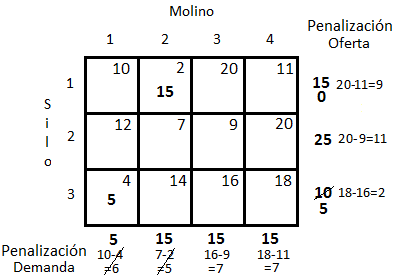 Molino
1 2 3 4
Penalización
Oferta
Silo
1 10 2 20 11
15
15 20-11=9
0
2 12 7 9 20
25 20-9=11
3 4 14 16 18
5
10 18-16=2
5
5 15 15 15
Penalización 10-4 7-2 16-9 18-11
Demanda =6 =5 =7 =7